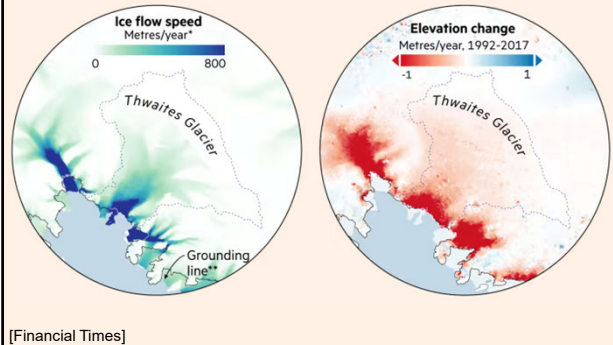 Ice flow speed
Metres/year*
0 800
Thwaites Glacier
Grounding
line**
Elevation change
Metres/year, 1992-2017
-1 1
Thwaites Glacier
[Financial Times]